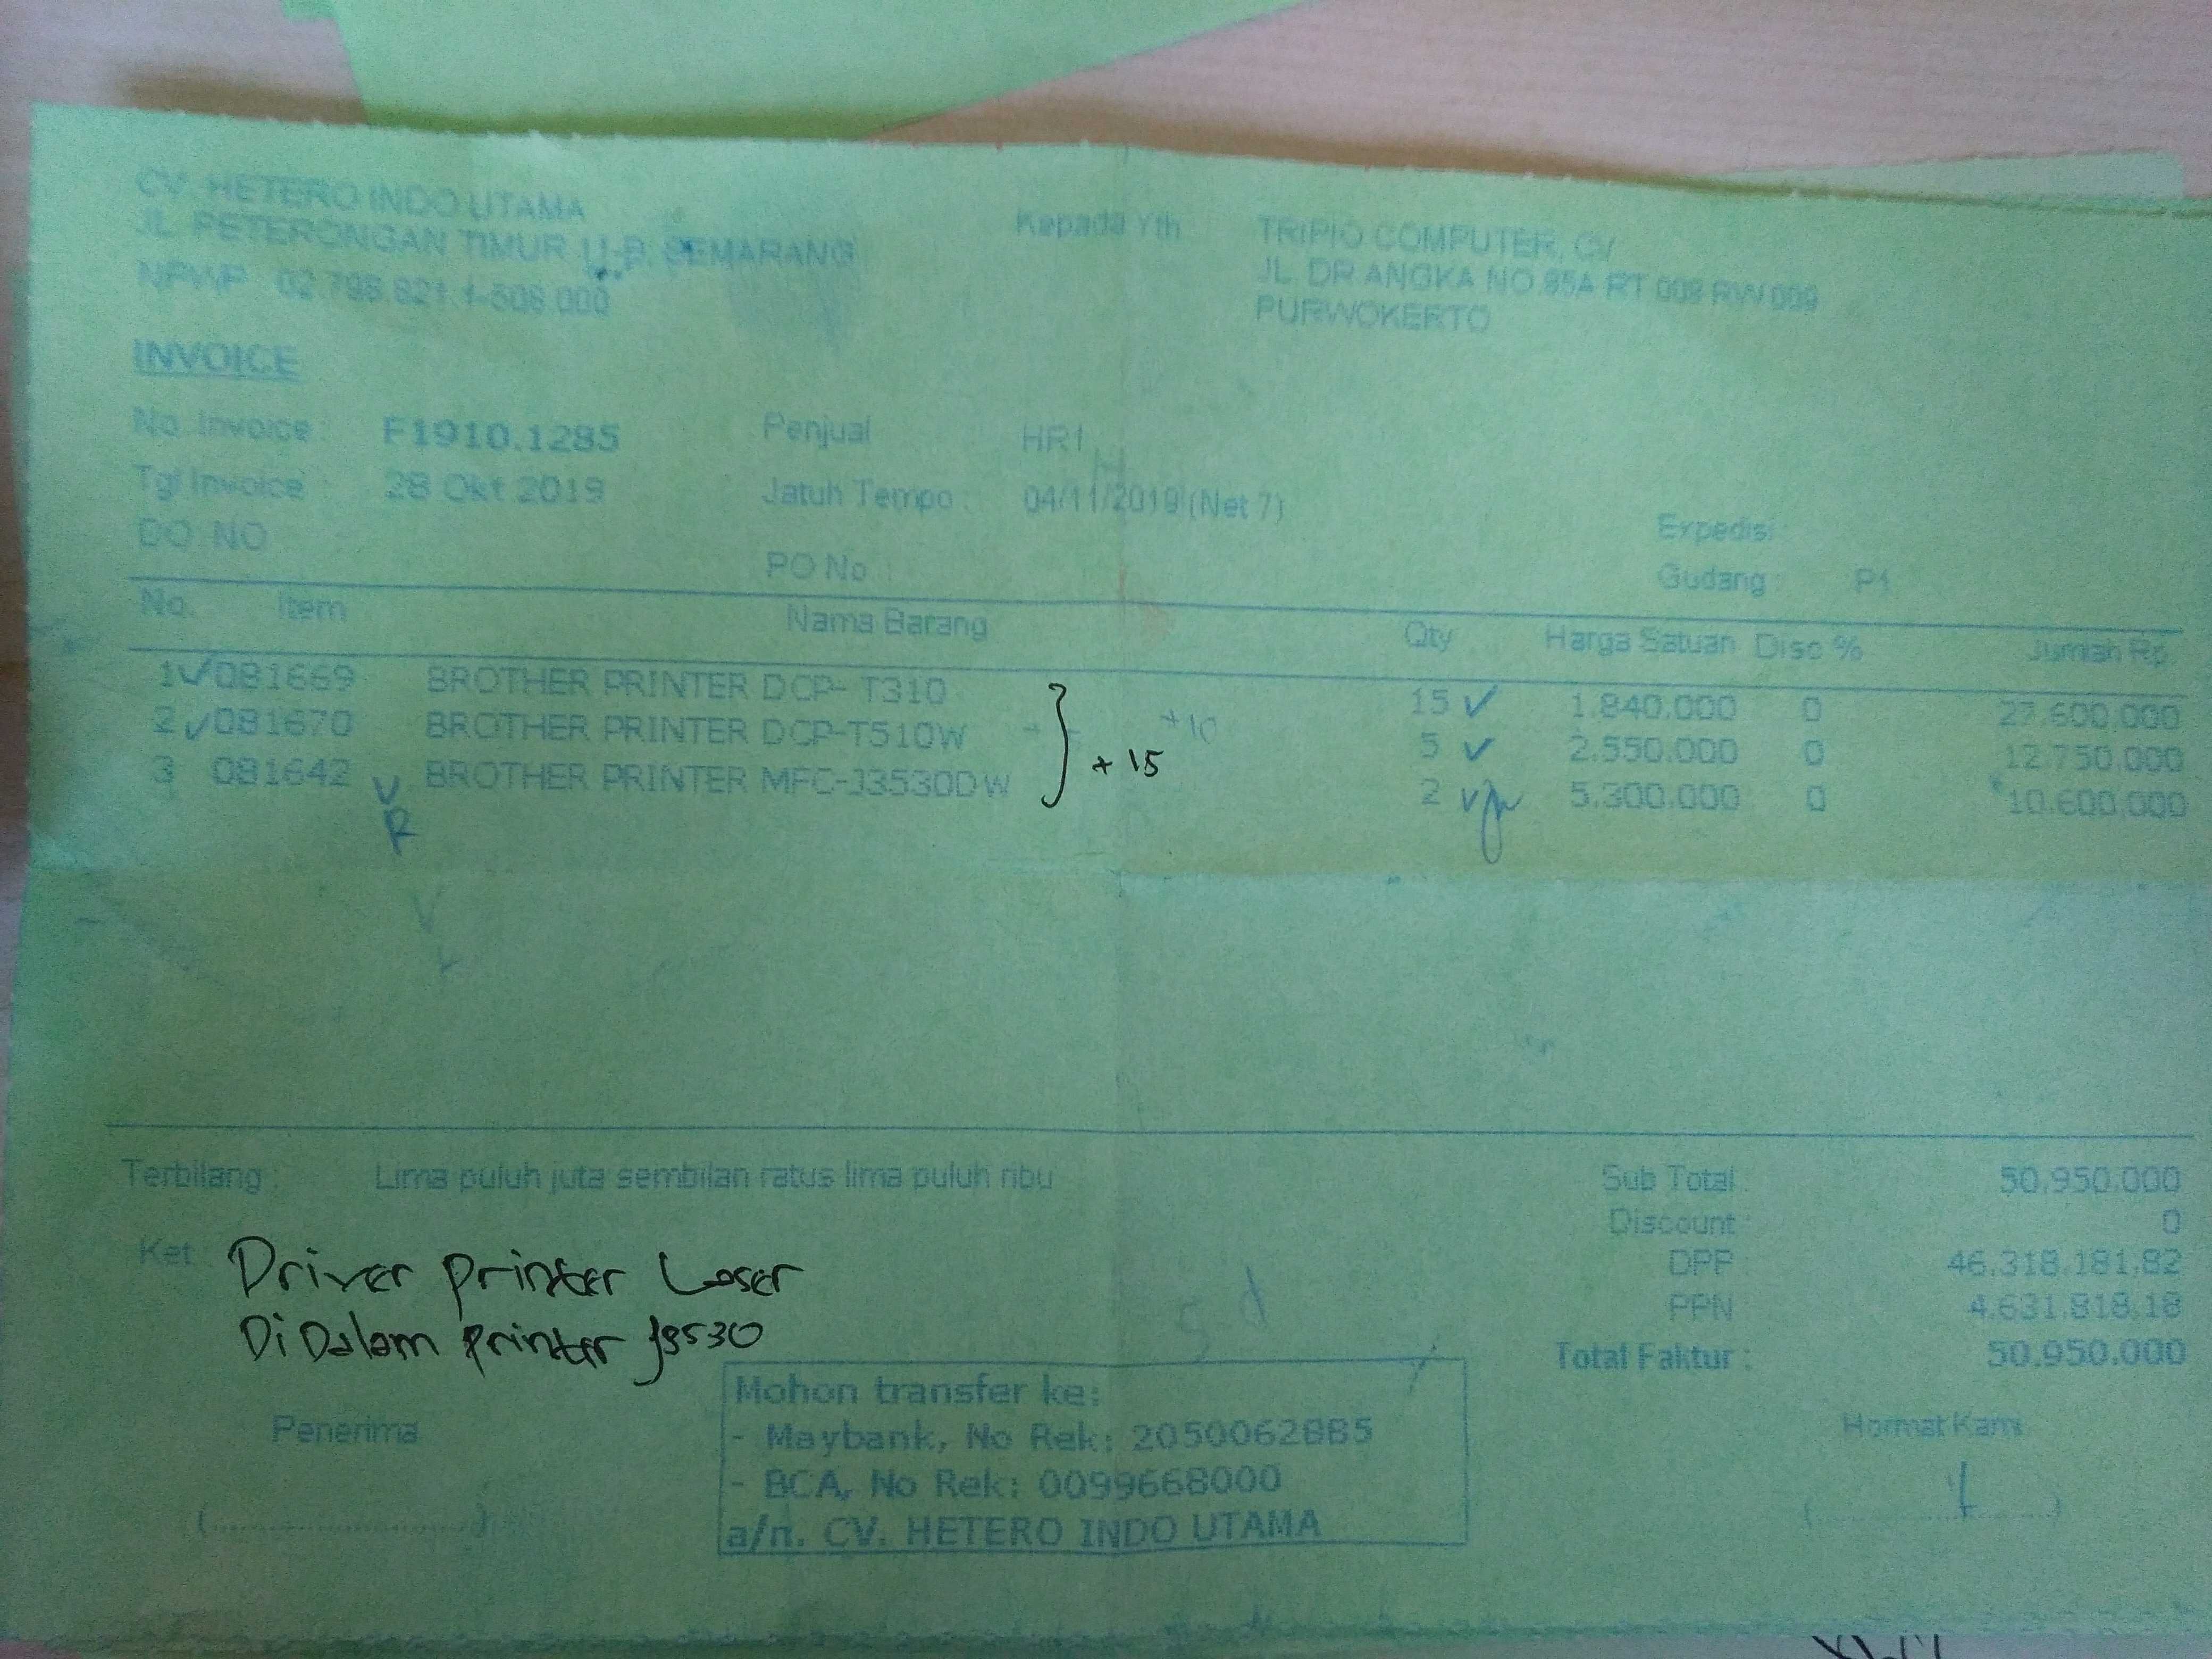 CV. HETERO INDO UTAMA
JL. PETERONGAN TIMUR SEMARANG
NPWP 02.798.821.1-508.000
Kepada Yth
TRIPIO COMPUTER, CV
JL. DR.ANGKA NO.85A RT 009 RW 009
PURWOKERTO
INVOICE
No. Invoice : F1910.1285 Penjual HR1
Tgl Invoice 28 Okt 2019 Jatuh Tempo : 04/11/2019 (Net 7)
DO NO
PO No :
Expedisi :
Gudang : P1
No. Item Nama Barang Qty Harga Satuan Disc % Jumlah Rp
1 081669 BROTHER PRINTER DCP- T310 15 1.840.000 0 27.600.000
2 081670 BROTHER PRINTER DCP-T510W +10 5 2.550.000 0 12.750.000
3 081642 BROTHER PRINTER MFC-J3530DW + 15 2 5.300.000 0 10.600.000
R
Terbilang : Lima puluh juta sembilan ratus lima puluh ribu
Sub Total : 50.950.000
Discount : 0
DPP : 46.318.181,82
PPN 4.631.818,18
Total Faktur : 50.950.000
Ket
Driver printer Laser
DiDalam printer J3530
Mohon transfer ke:
- Maybank, No Rek: 2050062885
- BCA, No Rek: 0099668000
a/n. CV. HETERO INDO UTAMA
Penerima
(........................)
Hormat Kami
(........................)